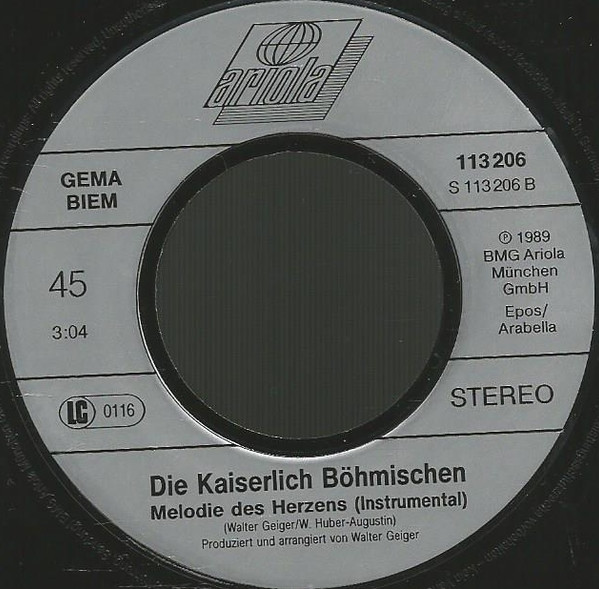 ariola
GEMA
BIEM
113 206
S 113 206 B
℗ 1989
BMG Ariola
München
GmbH
Epos/
Arabella
45
3:04
LC 0116
STEREO
Die Kaiserlich Böhmischen
Melodie des Herzens (Instrumental)
(Walter Geiger/W. Huber-Augustin)
Produziert und arrangiert von Walter Geiger